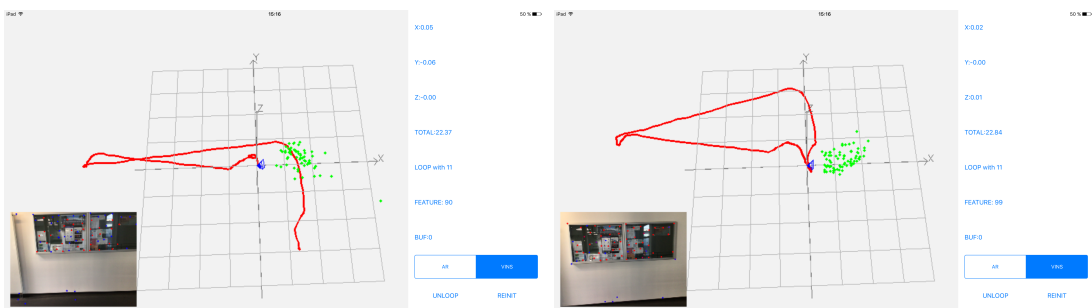 iPad
15:16
50 %
Y
Z
X
X:0.05
Y:-0.06
Z:-0.00
TOTAL:22.37
LOOP with 11
FEATURE: 90
BUF:0
AR
VINS
UNLOOP
REINIT
iPad
15:16
50 %
Y
Z
X
X:0.02
Y:-0.00
Z:0.01
TOTAL:22.84
LOOP with 11
FEATURE: 99
BUF:0
AR
VINS
UNLOOP
REINIT